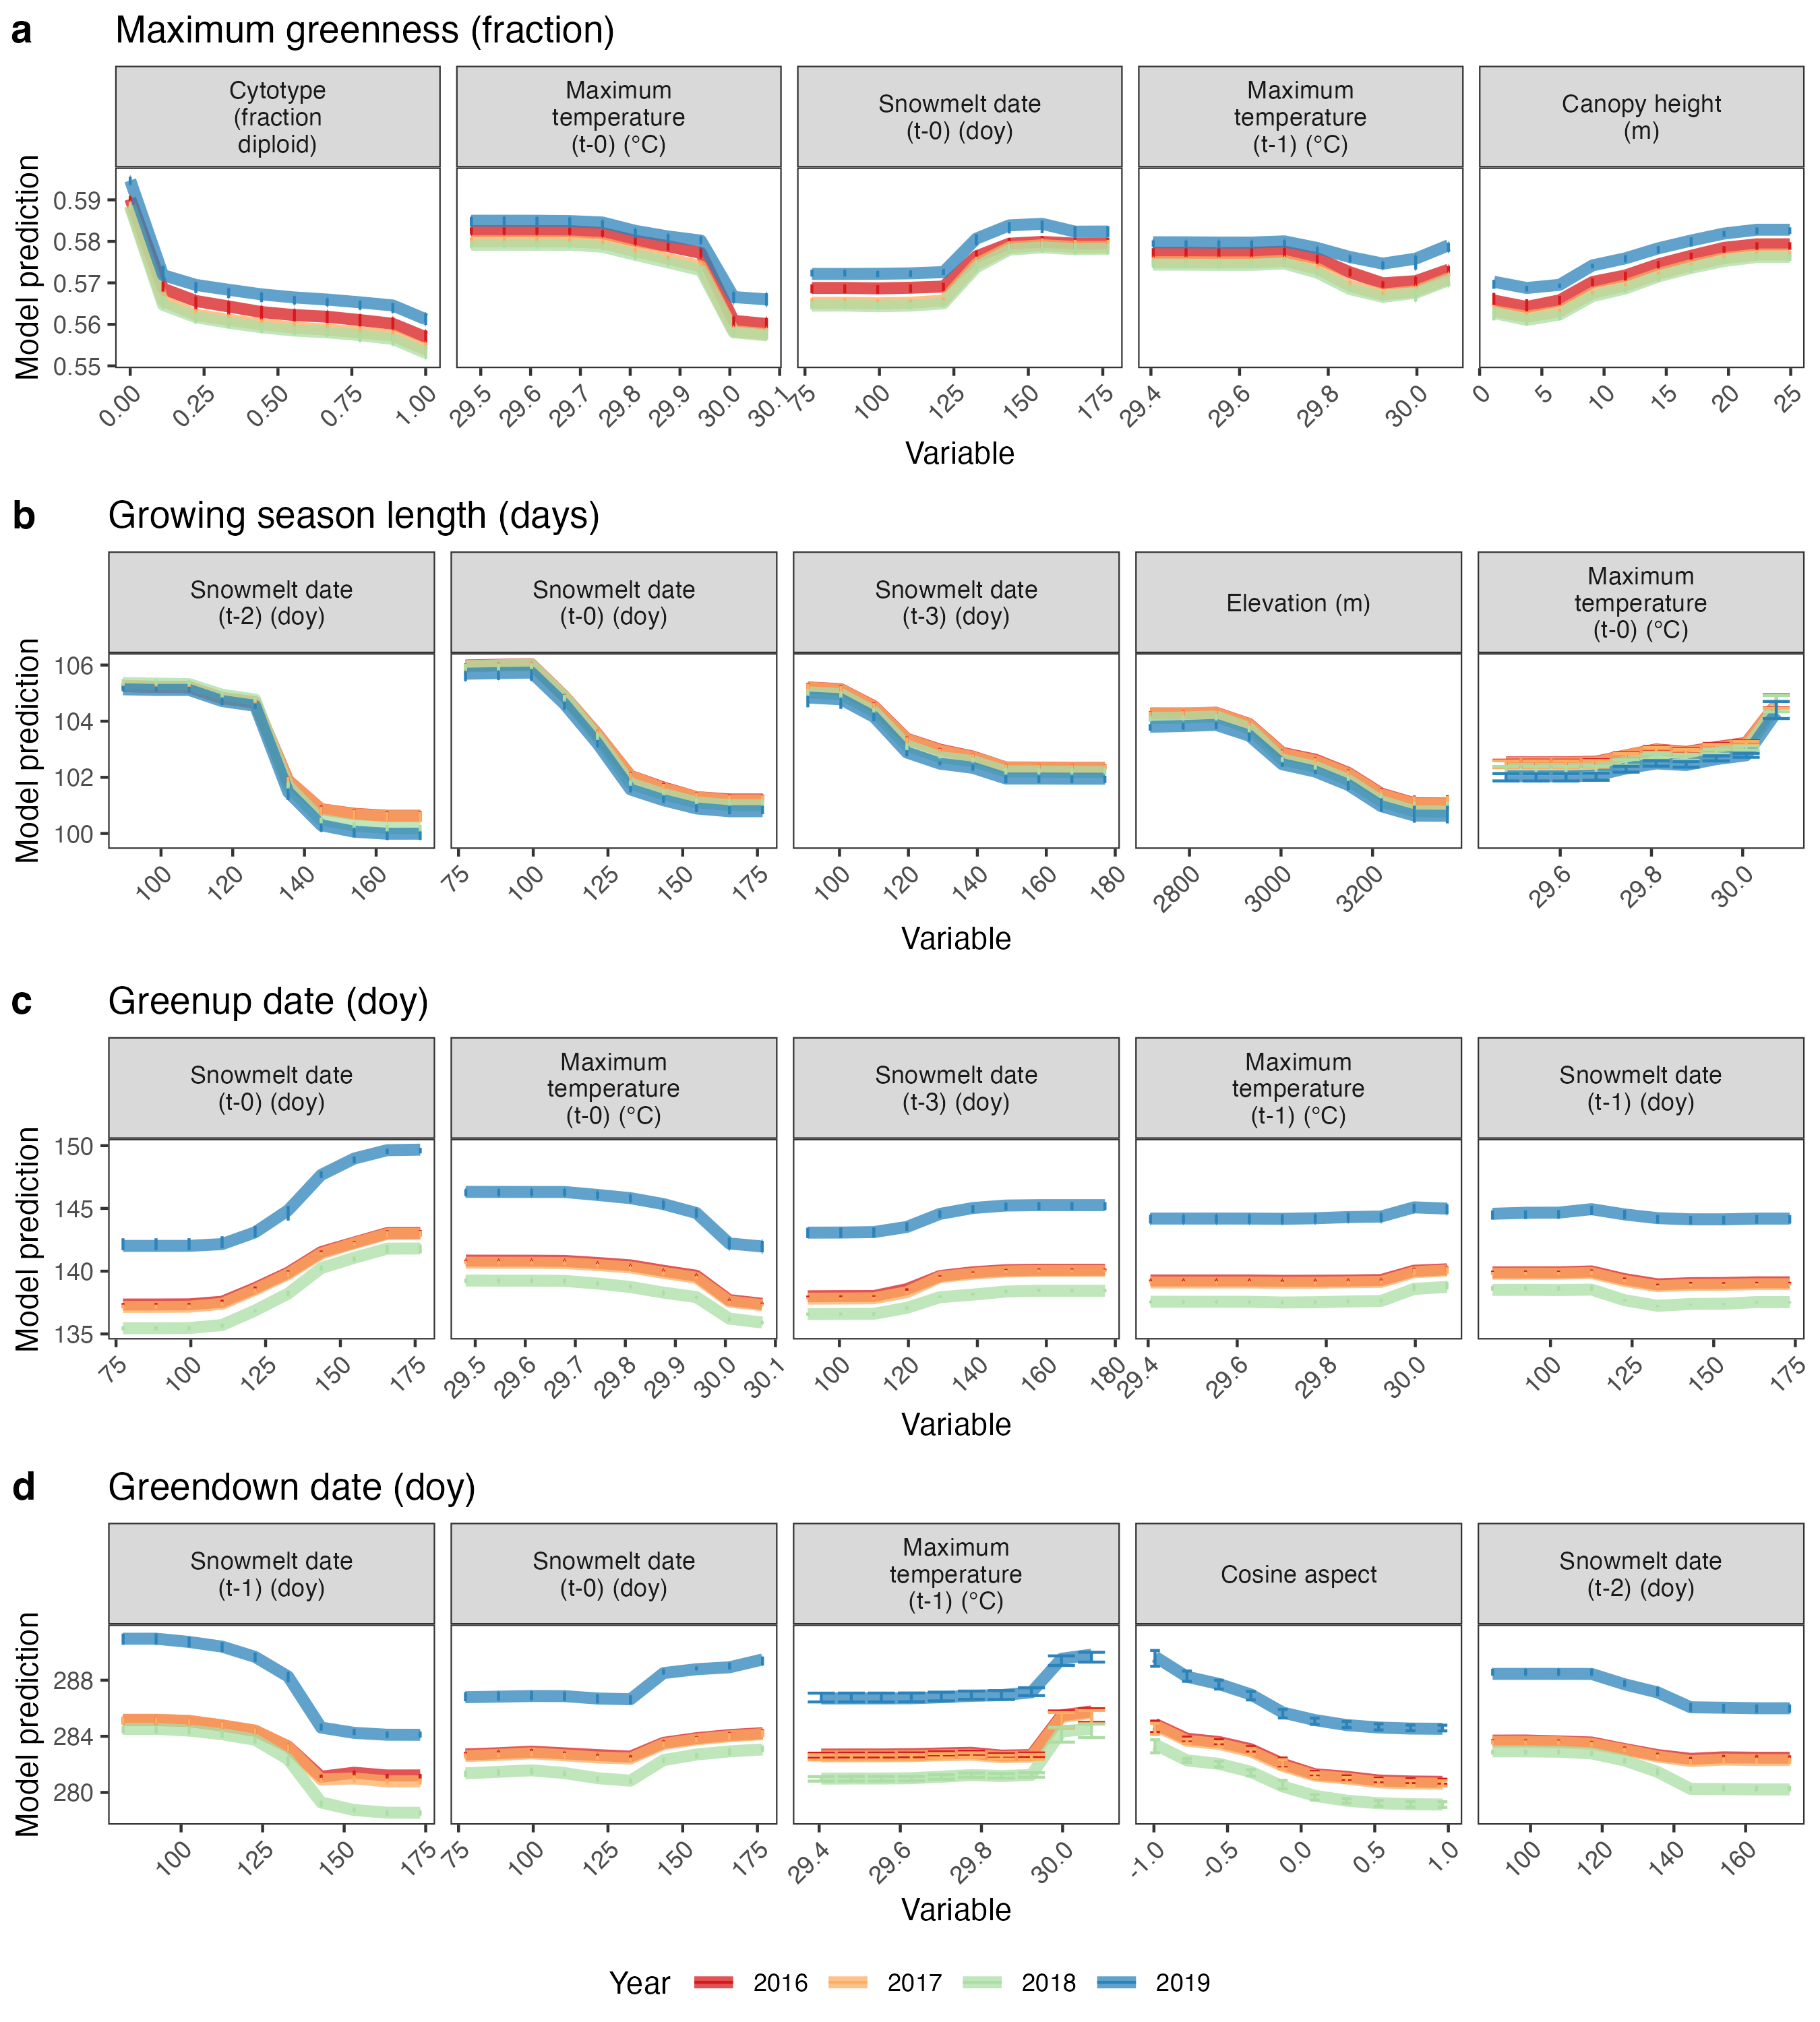 a Maximum greenness (fraction)
Cytotype
(fraction
diploid)
Maximum
temperature
(t-0) (°C)
Snowmelt date
(t-0) (doy)
Maximum
temperature
(t-1) (°C)
Canopy height
(m)
Model prediction
0.59
0.58
0.57
0.56
0.55
0.00 0.25 0.50 0.75 1.00
29.5 29.6 29.7 29.8 29.9 30.0 30.1
75 100 125 150 175
29.4 29.6 29.8 30.0
0 5 10 15 20 25
Variable
b Growing season length (days)
Snowmelt date
(t-2) (doy)
Snowmelt date
(t-0) (doy)
Snowmelt date
(t-3) (doy)
Elevation (m)
Maximum
temperature
(t-0) (°C)
Model prediction
106
104
102
100
100 120 140 160
75 100 125 150 175
100 120 140 160 180
2800 3000 3200
29.6 29.8 30.0
Variable
c Greenup date (doy)
Snowmelt date
(t-0) (doy)
Maximum
temperature
(t-0) (°C)
Snowmelt date
(t-3) (doy)
Maximum
temperature
(t-1) (°C)
Snowmelt date
(t-1) (doy)
Model prediction
150
145
140
135
75 100 125 150 175
29.5 29.6 29.7 29.8 29.9 30.0 30.1
100 120 140 160 180
29.4 29.6 29.8 30.0
100 125 150 175
Variable
d Greendown date (doy)
Snowmelt date
(t-1) (doy)
Snowmelt date
(t-0) (doy)
Maximum
temperature
(t-1) (°C)
Cosine aspect
Snowmelt date
(t-2) (doy)
Model prediction
288
284
280
100 125 150 175
75 100 125 150 175
29.4 29.6 29.8 30.0
-1.0 -0.5 0.0 0.5 1.0
100 120 140 160
Variable
Year 2016 2017 2018 2019